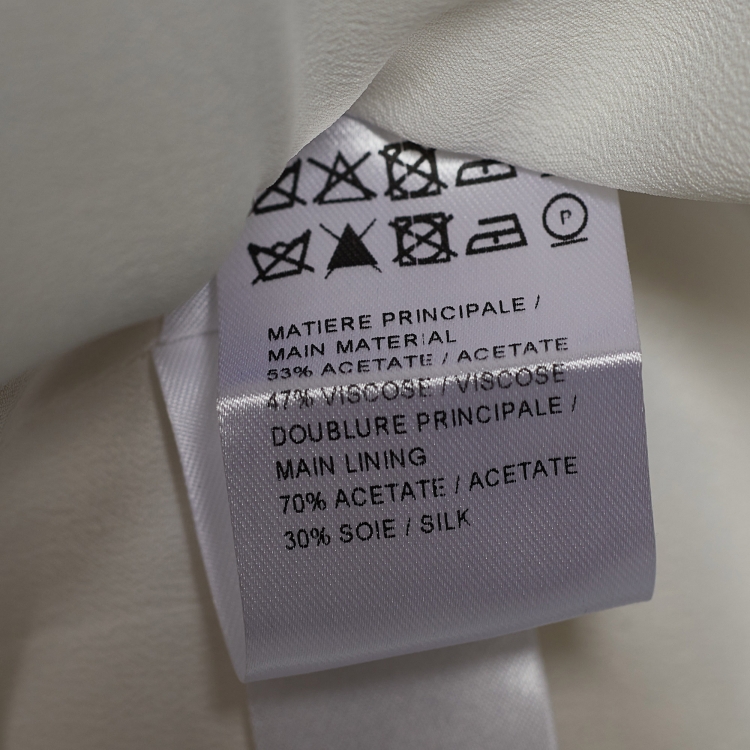 P
MATIERE PRINCIPALE /
MAIN MATERIAL
53% ACETATE / ACETATE
47% VISCOSE / VISCOSE
DOUBLURE PRINCIPALE /
MAIN LINING
70% ACETATE / ACETATE
30% SOIE / SILK